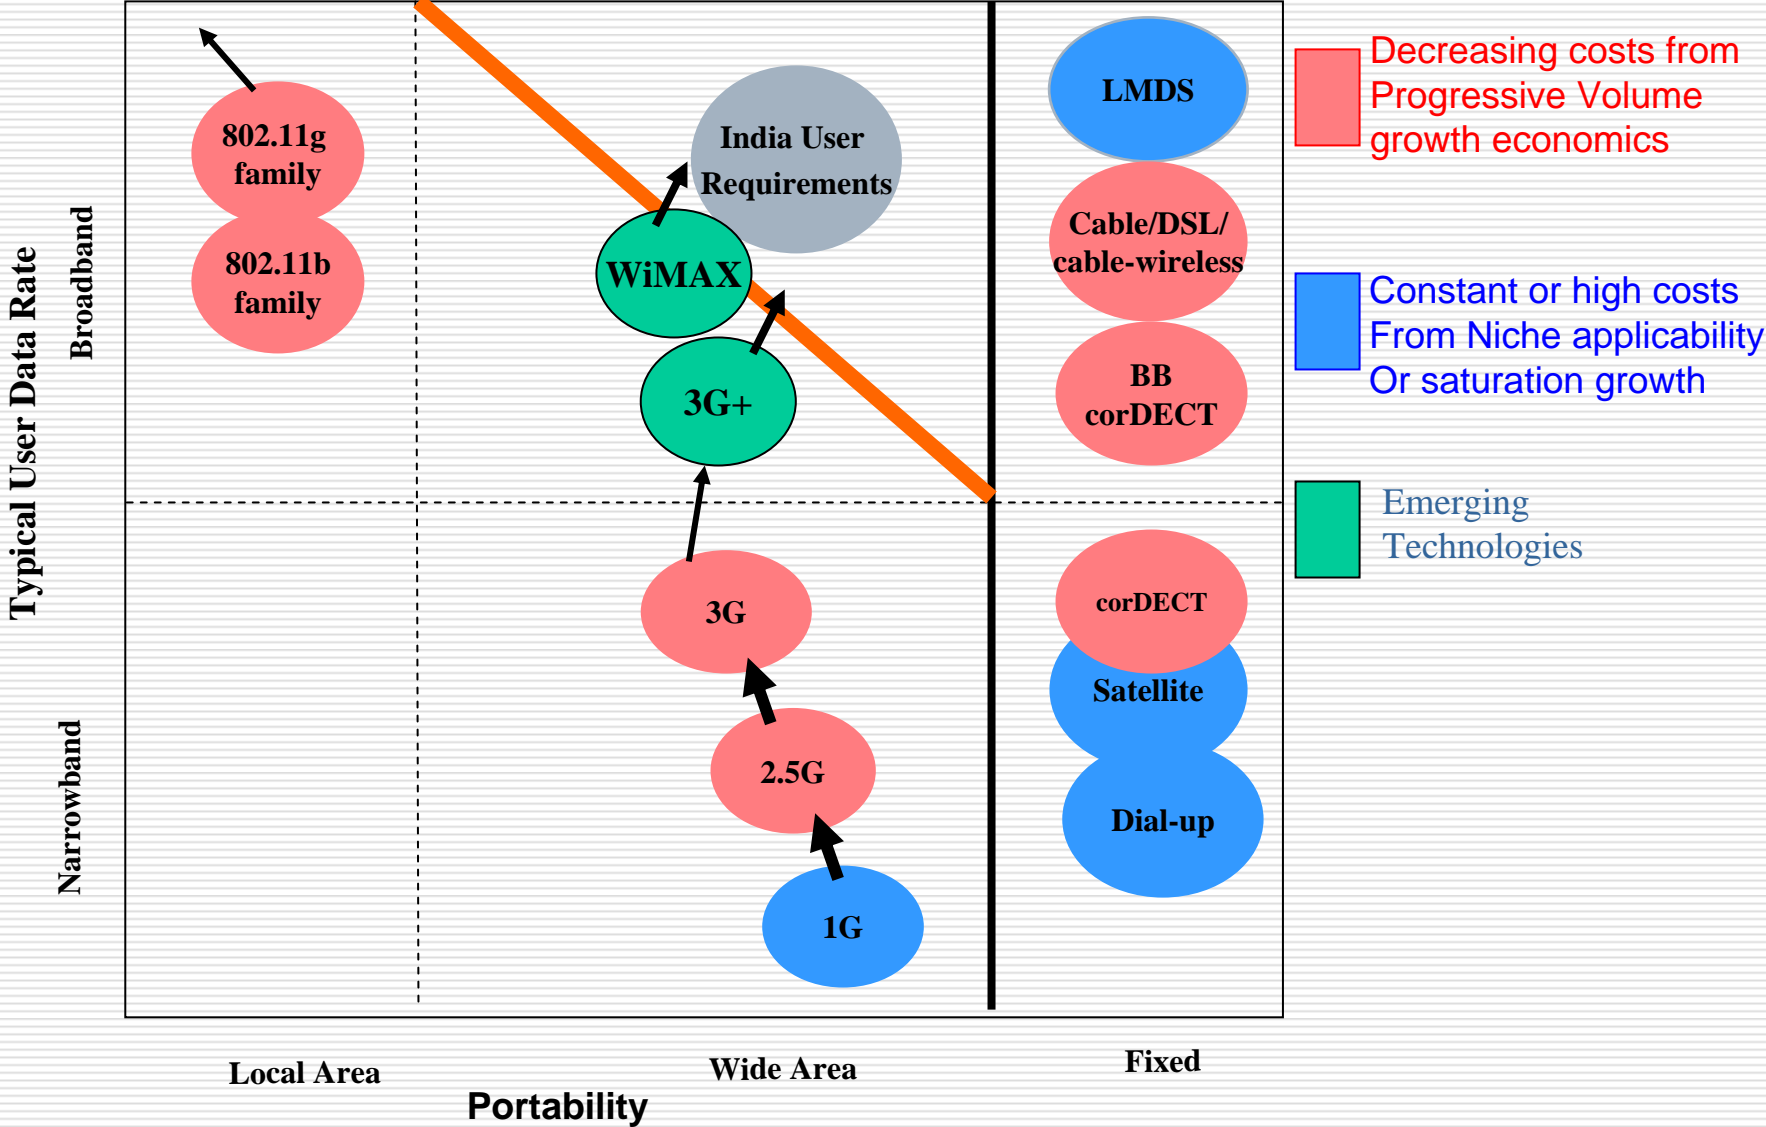 Typical User Data Rate
Broadband
Narrowband
802.11g
family
802.11b
family
India User
Requirements
WiMAX
3G+
3G
2.5G
1G
LMDS
Cable/DSL/
cable-wireless
BB
corDECT
corDECT
Satellite
Dial-up
Decreasing costs from
Progressive Volume
growth economics
Constant or high costs
From Niche applicability
Or saturation growth
Emerging
Technologies
Local Area
Wide Area
Fixed
Portability